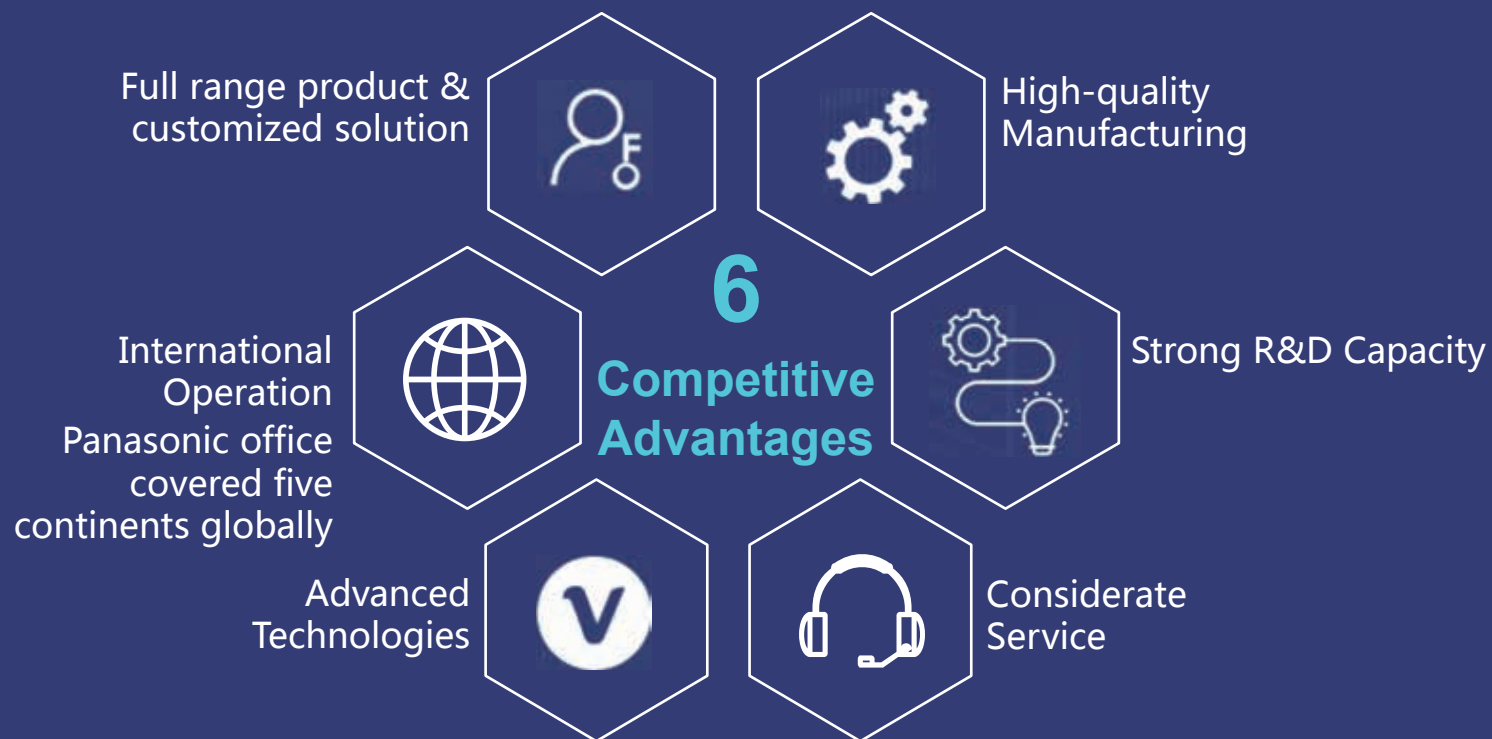 Full range product &
customized solution
High-quality
Manufacturing
6
Competitive
Advantages
International
Operation
Panasonic office
covered five
continents globally
Strong R&D Capacity
Advanced
Technologies
V
Considerate
Service